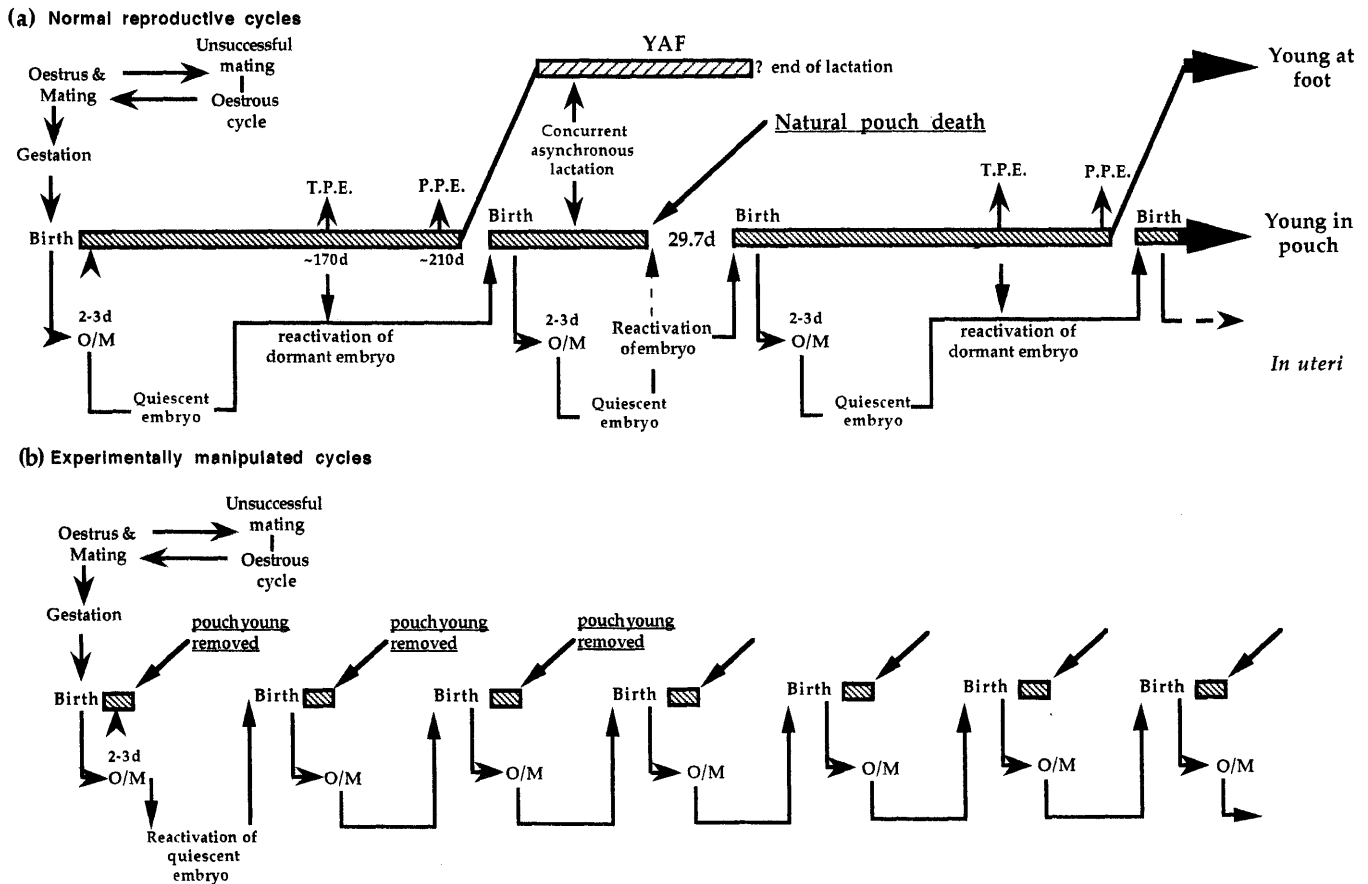 (a) Normal reproductive cycles
Unsuccessful
mating
Oestrus &
Mating
Oestrous
cycle
Gestation
YAF
? end of lactation
Young at
foot
Concurrent
asynchronous
lactation
Natural pouch death
T.P.E.
P.P.E.
T.P.E.
P.P.E.
Birth
Birth
Birth
Birth
~170d
~210d
29.7d
Young in
pouch
2-3d
O/M
reactivation of
dormant embryo
2-3d
O/M
Reactivation
of embryo
2-3d
O/M
reactivation of
dormant embryo
In uteri
Quiescent
embryo
Quiescent
embryo
Quiescent
embryo
(b) Experimentally manipulated cycles
Unsuccessful
mating
Oestrus &
Mating
Oestrous
cycle
Gestation
pouch young
removed
pouch young
removed
pouch young
removed
Birth
Birth
Birth
Birth
Birth
Birth
Birth
2-3d
O/M
O/M
O/M
O/M
O/M
O/M
O/M
Reactivation of
quiescent
embryo